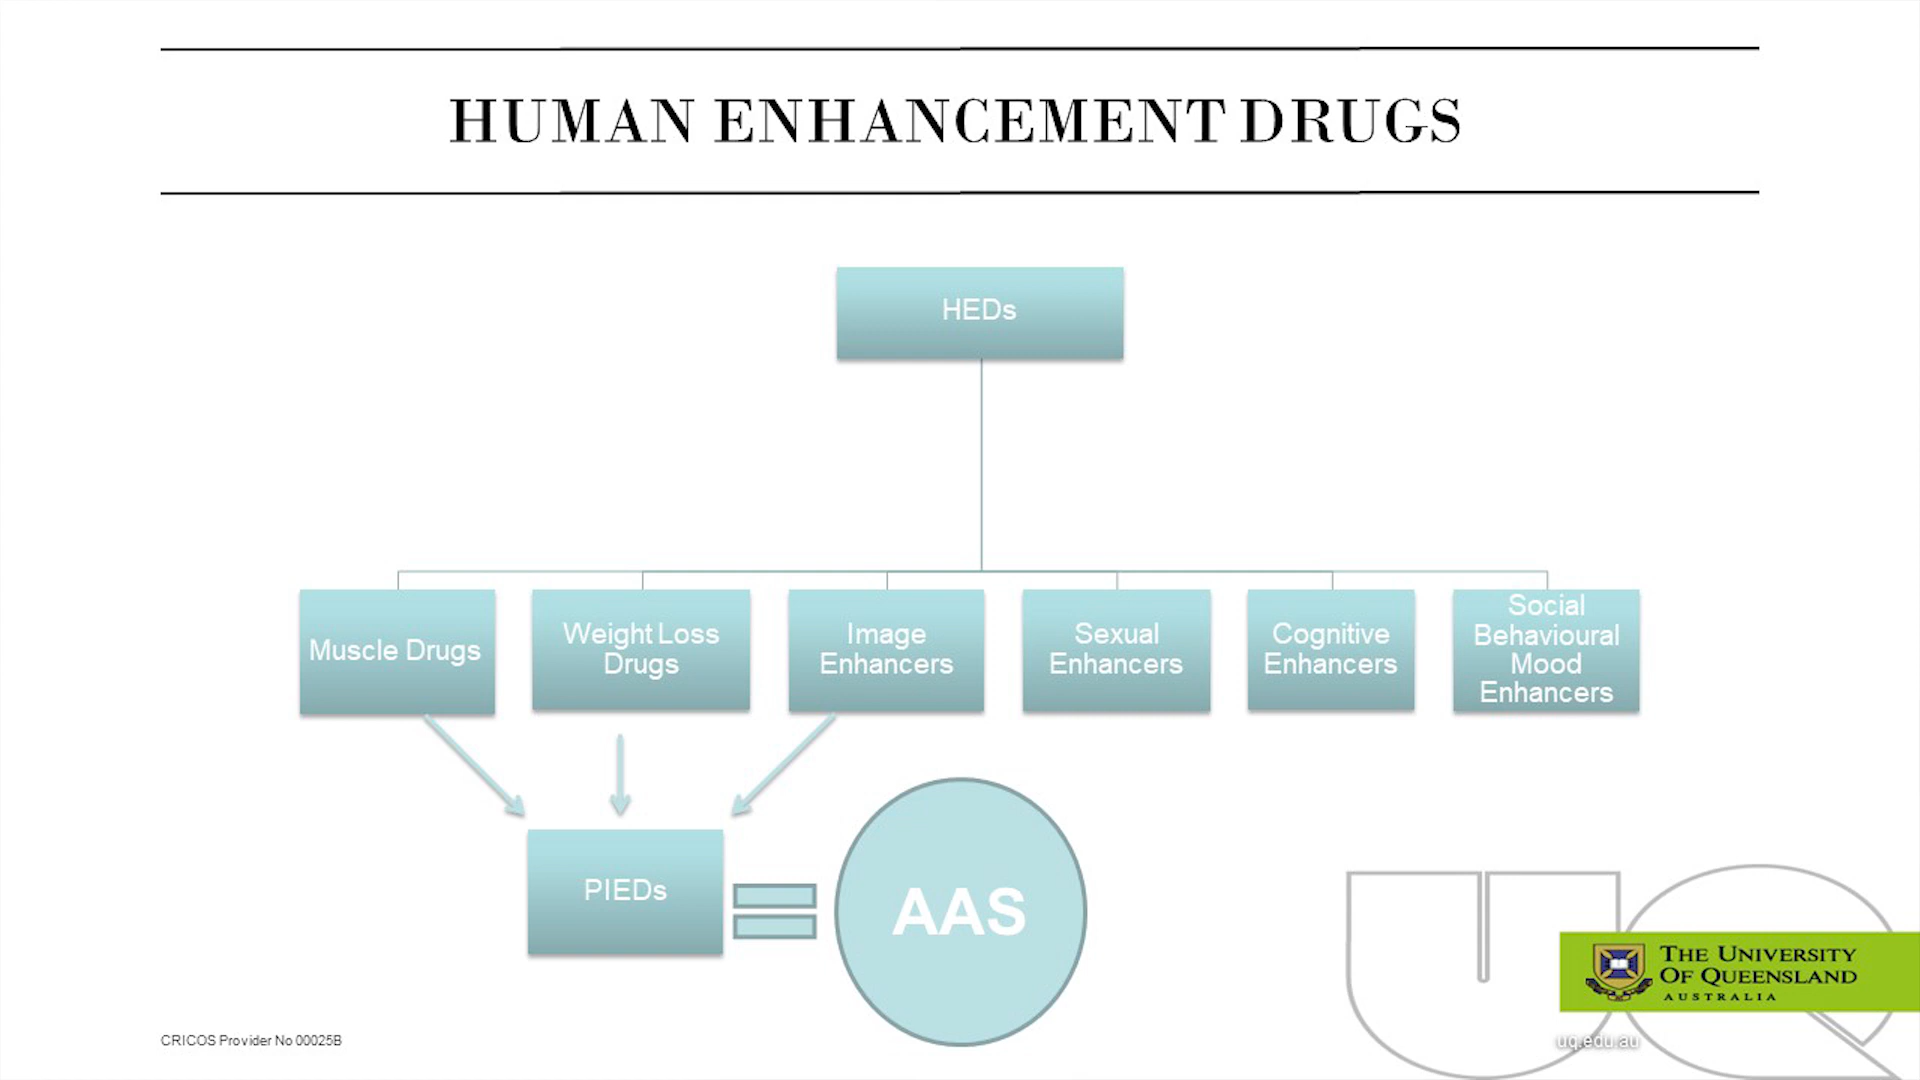 HUMAN ENHANCEMENT DRUGS
HEDs
Muscle Drugs
Weight Loss
Drugs
Image
Enhancers
Sexual
Enhancers
Cognitive
Enhancers
Social
Behavioural
Mood
Enhancers
PIEDs
AAS
UQ
THE UNIVERSITY
OF QUEENSLAND
AUSTRALIA
CRICOS Provider No 00025B
uq.edu.au